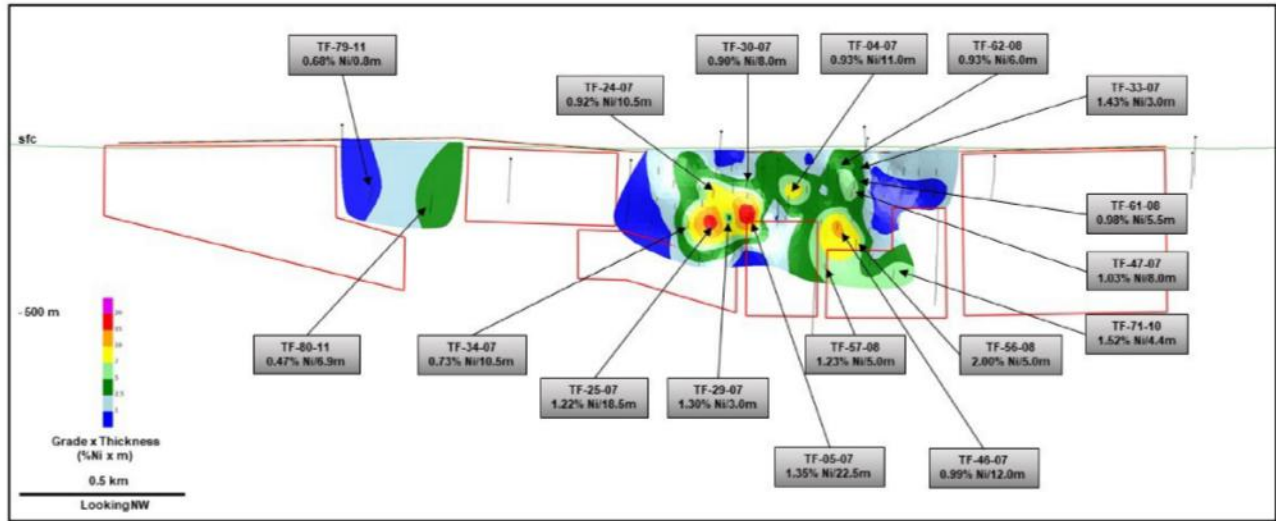 TF-79-11
0.68% Ni/0.8m
TF-30-07
0.90% Ni/8.0m
TF-04-07
0.93% Ni/11.0m
TF-62-08
0.93% Ni/6.0m
TF-24-07
0.92% Ni/10.5m
TF-33-07
1.43% Ni/3.0m
sfc
TF-61-08
0.98% Ni/5.5m
TF-47-07
1.03% Ni/8.0m
- 500 m
TF-71-10
1.52% Ni/4.4m
TF-80-11
0.47% Ni/6.9m
TF-34-07
0.73% Ni/10.5m
TF-57-08
1.23% Ni/5.0m
TF-56-08
2.00% Ni/5.0m
TF-25-07
1.22% Ni/18.5m
TF-29-07
1.30% Ni/3.0m
Grade x Thickness
(%Ni x m)
TF-05-07
1.35% Ni/22.5m
TF-46-07
0.99% Ni/12.0m
0.5 km
Looking NW